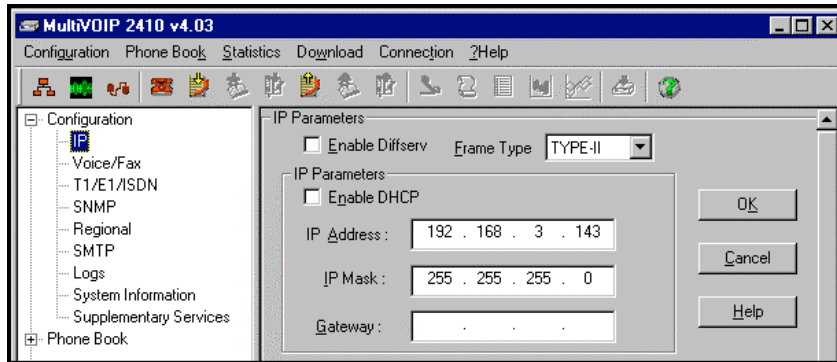 MultiVOIP 2410 v4.03
Configuration Phone Book Statistics Download Connection ?Help
Configuration
IP
Voice/Fax
T1/E1/ISDN
SNMP
Regional
SMTP
Logs
System Information
Supplementary Services
Phone Book
IP Parameters
Enable Diffserv Frame Type TYPE-II
IP Parameters
Enable DHCP
IP Address : 192 . 168 . 3 . 143
IP Mask : 255 . 255 . 255 . 0
Gateway : . . .
OK
Cancel
Help